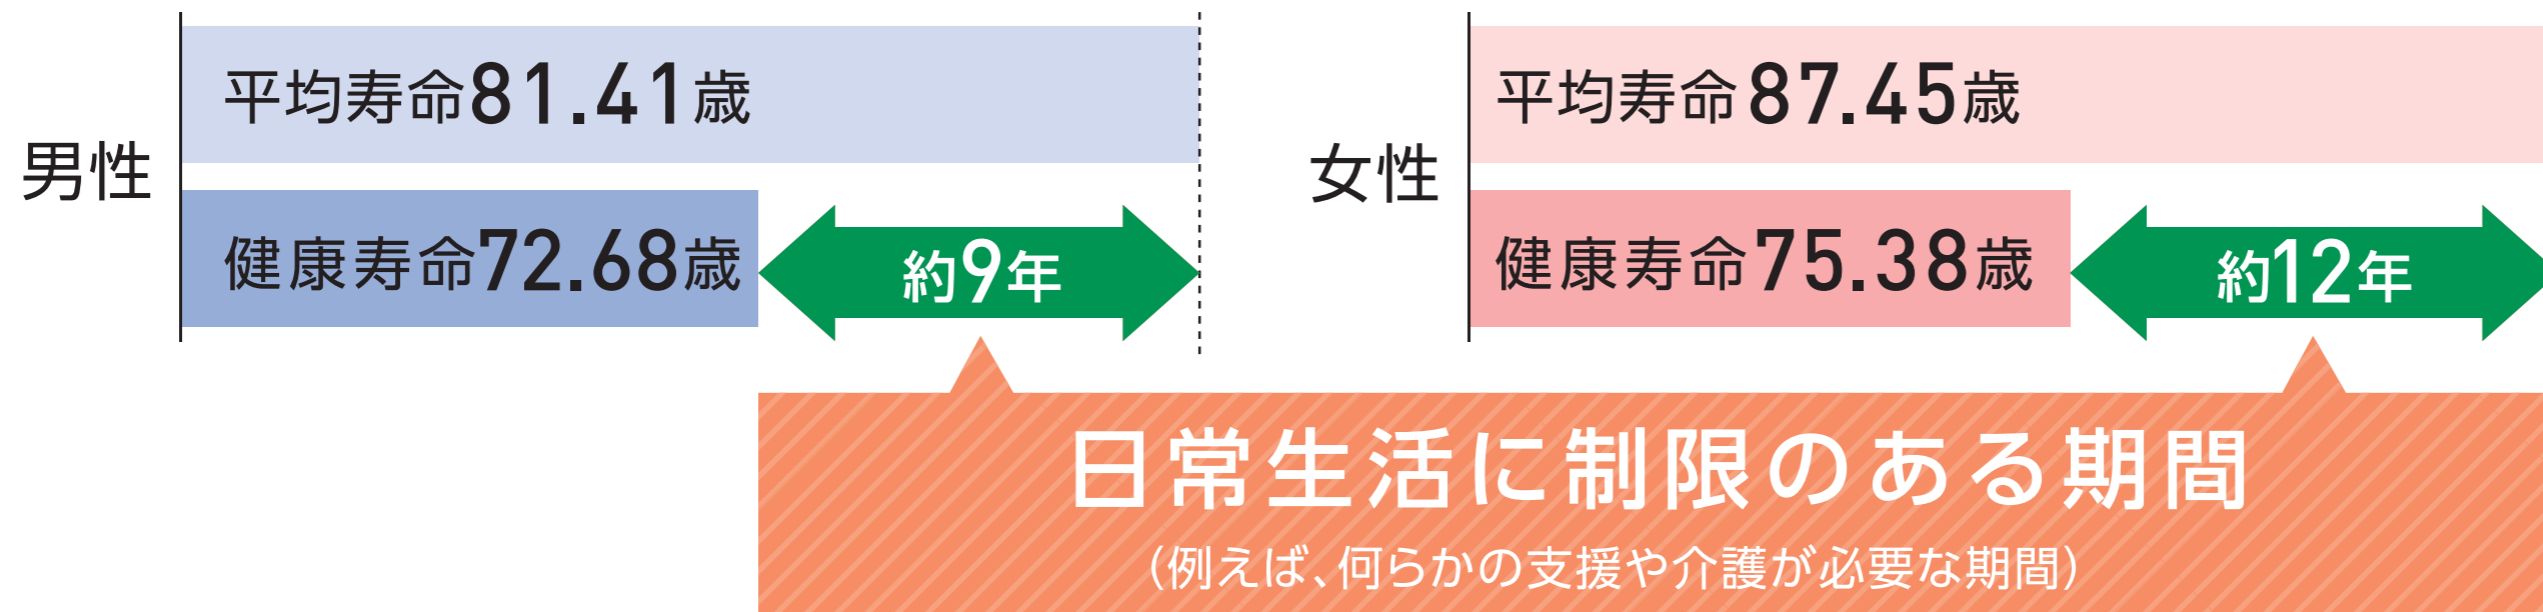 男性
平均寿命81.41歳
健康寿命72.68歳
約9年
女性
平均寿命87.45歳
健康寿命75.38歳
約12年
日常生活に制限のある期間
（例えば、何らかの支援や介護が必要な期間）